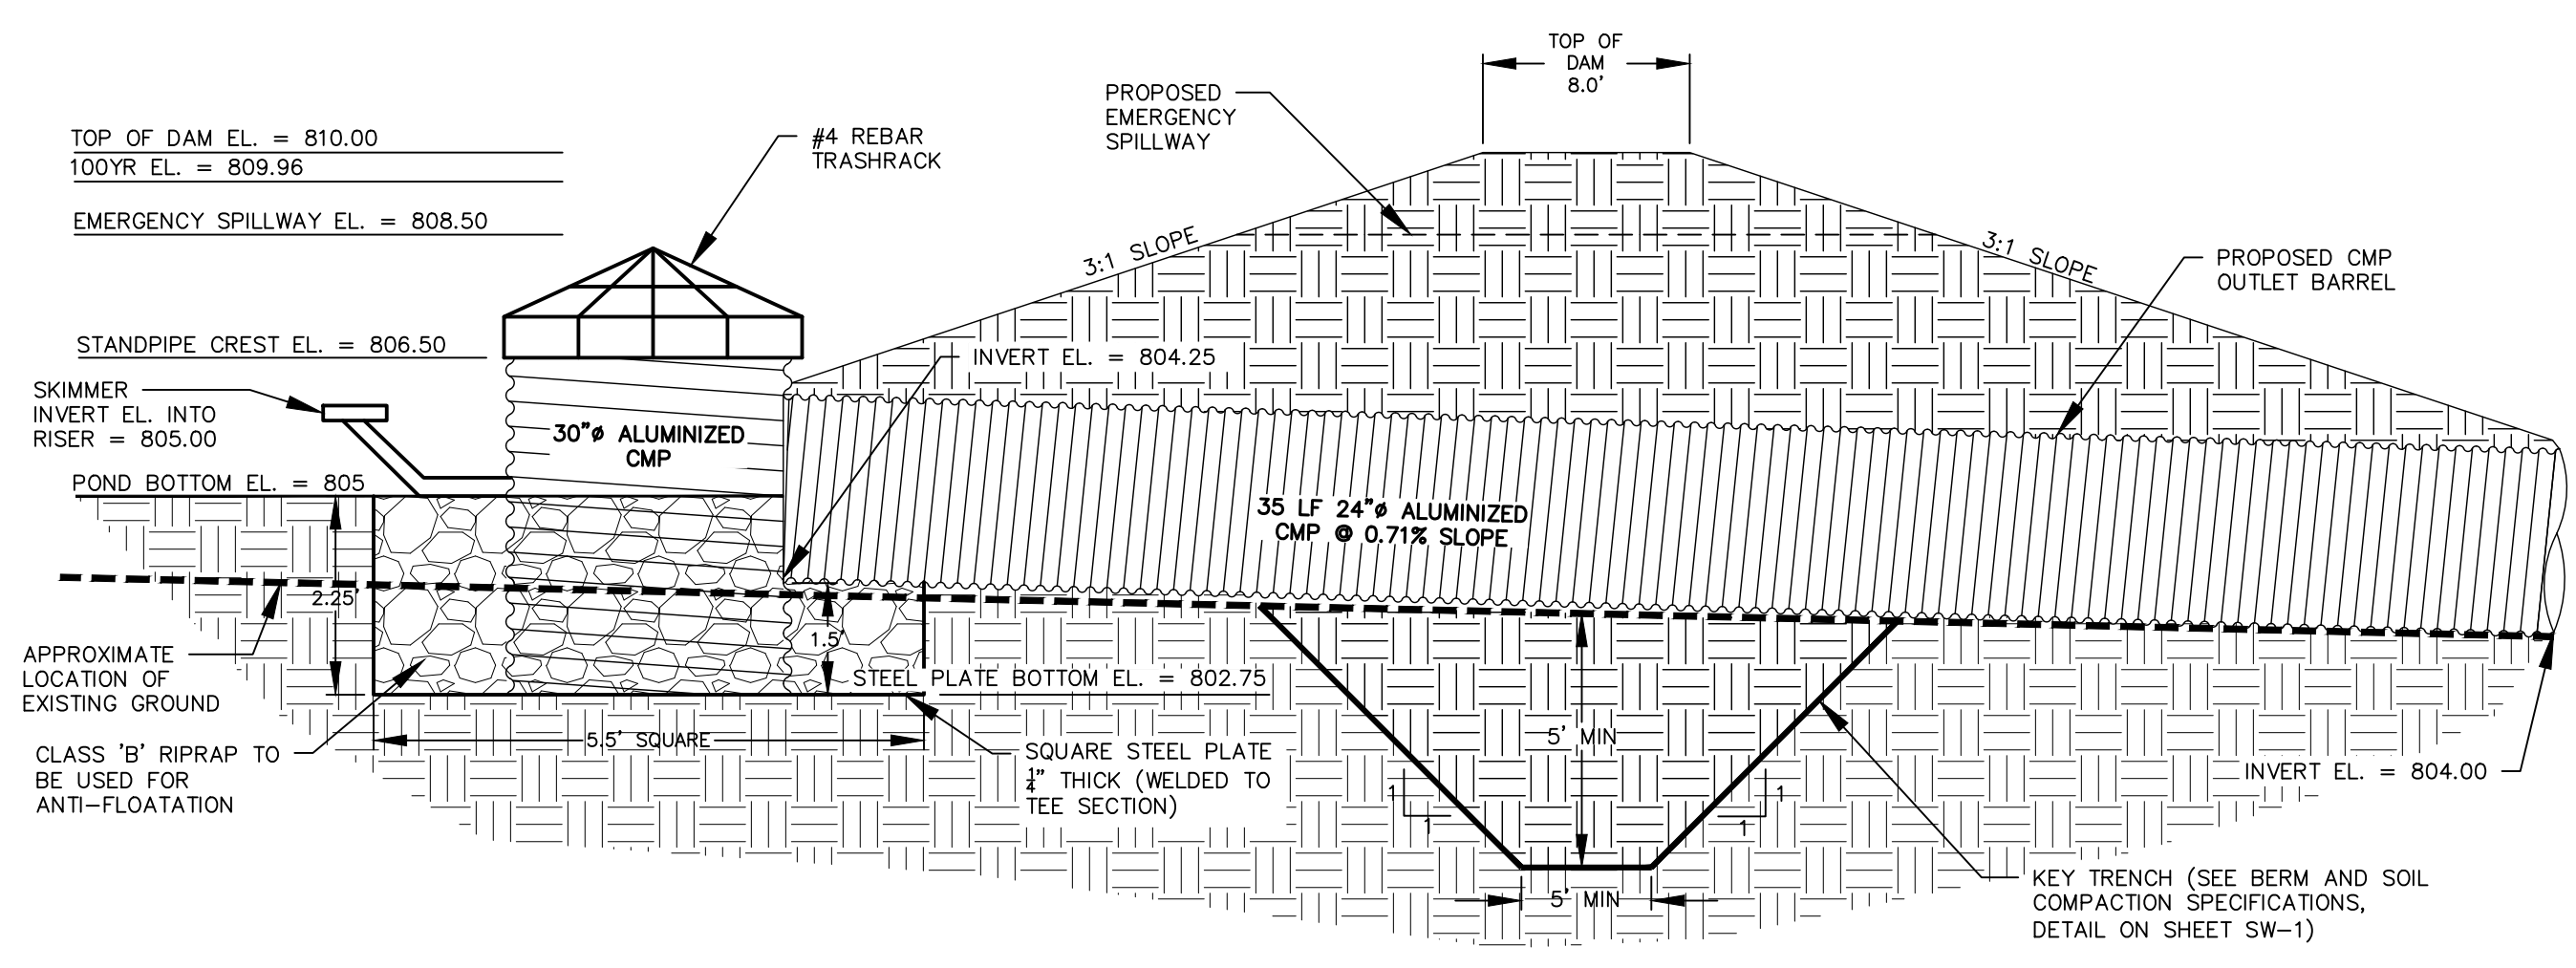 TOP OF
DAM
8.0'
PROPOSED
EMERGENCY
SPILLWAY
TOP OF DAM EL. = 810.00
100YR EL. = 809.96
#4 REBAR
TRASHRACK
EMERGENCY SPILLWAY EL. = 808.50
3:1 SLOPE
3:1 SLOPE
PROPOSED CMP
OUTLET BARREL
STANDPIPE CREST EL. = 806.50
INVERT EL. = 804.25
SKIMMER
INVERT EL. INTO
RISER = 805.00
30"ø ALUMINIZED
CMP
POND BOTTOM EL. = 805
35 LF 24"ø ALUMINIZED
CMP @ 0.71% SLOPE
2.25'
1.5'
APPROXIMATE
LOCATION OF
EXISTING GROUND
STEEL PLATE BOTTOM EL. = 802.75
CLASS 'B' RIPRAP TO
BE USED FOR
ANTI-FLOATATION
5.5' SQUARE
SQUARE STEEL PLATE
1/4" THICK (WELDED TO
TEE SECTION)
5' MIN
1
1
1
1
INVERT EL. = 804.00
5' MIN
KEY TRENCH (SEE BERM AND SOIL
COMPACTION SPECIFICATIONS,
DETAIL ON SHEET SW-1)